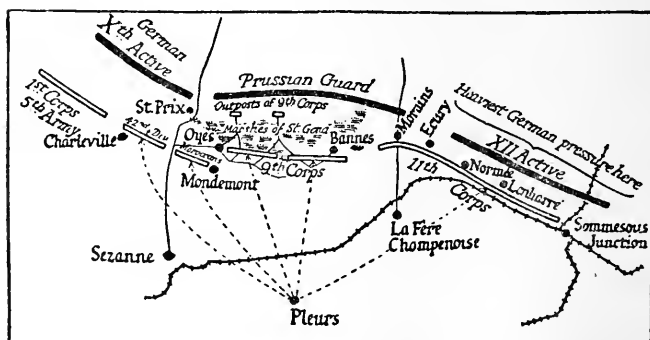 German
Xth Active
Prussian Guard
Heaviest German pressure here
1st Corps
5th Army
St. Prix
Outposts of 9th Corps
Morains
Ecury
XII Active
Charleville
42nd Div.
Oyes
Marshes of St. Gond
Bannes
Normée
Moroccans
9th Corps
11th
Corps
Lenharré
Mondemont
Sezanne
La Fère
Champenoise
Sommesous
Junction
Pleurs